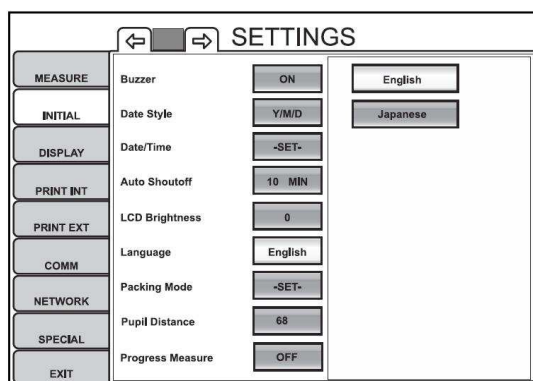 SETTINGS
MEASURE
INITIAL
DISPLAY
PRINT INT
PRINT EXT
COMM
NETWORK
SPECIAL
EXIT
Buzzer ON
Date Style Y/M/D
Date/Time -SET-
Auto Shoutoff 10 MIN
LCD Brightness 0
Language English
Packing Mode -SET-
Pupil Distance 68
Progress Measure OFF
English
Japanese